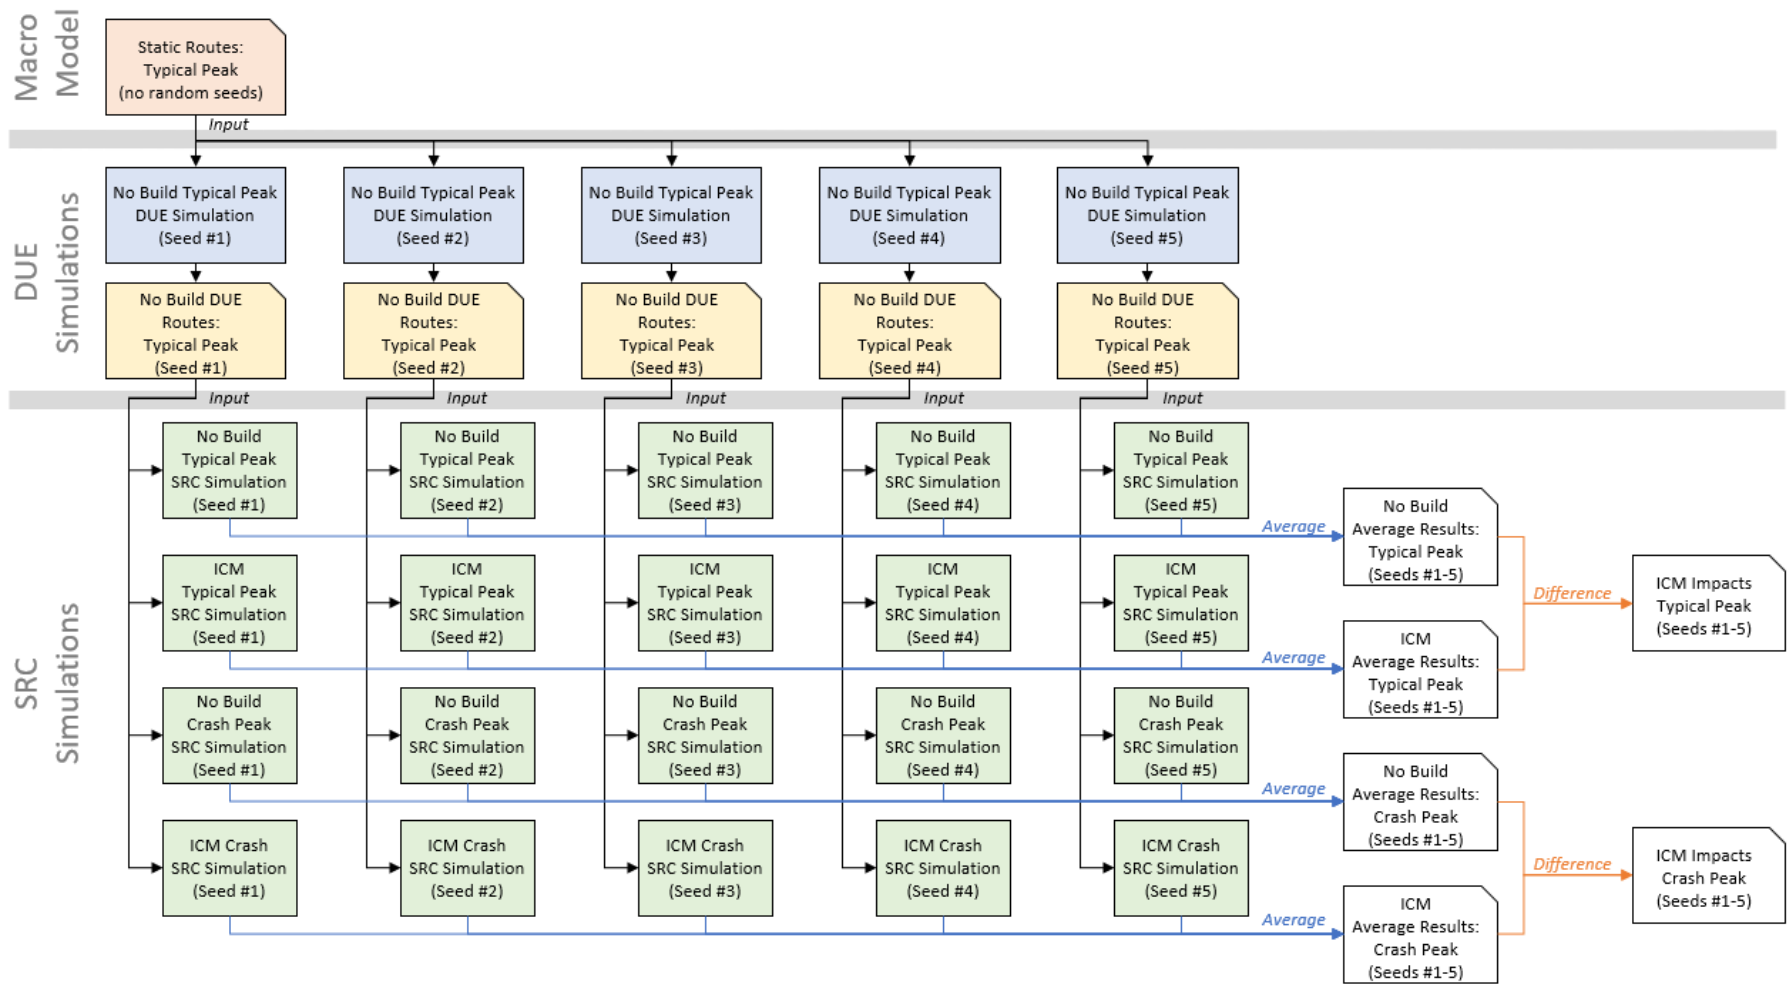 Macro
Model
Static Routes:
Typical Peak
(no random seeds)
Input
DUE
Simulations
No Build Typical Peak
DUE Simulation
(Seed #1)
No Build Typical Peak
DUE Simulation
(Seed #2)
No Build Typical Peak
DUE Simulation
(Seed #3)
No Build Typical Peak
DUE Simulation
(Seed #4)
No Build Typical Peak
DUE Simulation
(Seed #5)
No Build DUE
Routes:
Typical Peak
(Seed #1)
No Build DUE
Routes:
Typical Peak
(Seed #2)
No Build DUE
Routes:
Typical Peak
(Seed #3)
No Build DUE
Routes:
Typical Peak
(Seed #4)
No Build DUE
Routes:
Typical Peak
(Seed #5)
Input
Input
Input
Input
Input
SRC
Simulations
No Build
Typical Peak
SRC Simulation
(Seed #1)
No Build
Typical Peak
SRC Simulation
(Seed #2)
No Build
Typical Peak
SRC Simulation
(Seed #3)
No Build
Typical Peak
SRC Simulation
(Seed #4)
No Build
Typical Peak
SRC Simulation
(Seed #5)
Average
No Build
Average Results:
Typical Peak
(Seeds #1-5)
ICM
Typical Peak
SRC Simulation
(Seed #1)
ICM
Typical Peak
SRC Simulation
(Seed #2)
ICM
Typical Peak
SRC Simulation
(Seed #3)
ICM
Typical Peak
SRC Simulation
(Seed #4)
ICM
Typical Peak
SRC Simulation
(Seed #5)
Average
ICM
Average Results:
Typical Peak
(Seeds #1-5)
Difference
ICM Impacts
Typical Peak
(Seeds #1-5)
No Build
Crash Peak
SRC Simulation
(Seed #1)
No Build
Crash Peak
SRC Simulation
(Seed #2)
No Build
Crash Peak
SRC Simulation
(Seed #3)
No Build
Crash Peak
SRC Simulation
(Seed #4)
No Build
Crash Peak
SRC Simulation
(Seed #5)
Average
No Build
Average Results:
Crash Peak
(Seeds #1-5)
ICM Crash
SRC Simulation
(Seed #1)
ICM Crash
SRC Simulation
(Seed #2)
ICM Crash
SRC Simulation
(Seed #3)
ICM Crash
SRC Simulation
(Seed #4)
ICM Crash
SRC Simulation
(Seed #5)
Average
ICM
Average Results:
Crash Peak
(Seeds #1-5)
Difference
ICM Impacts
Crash Peak
(Seeds #1-5)